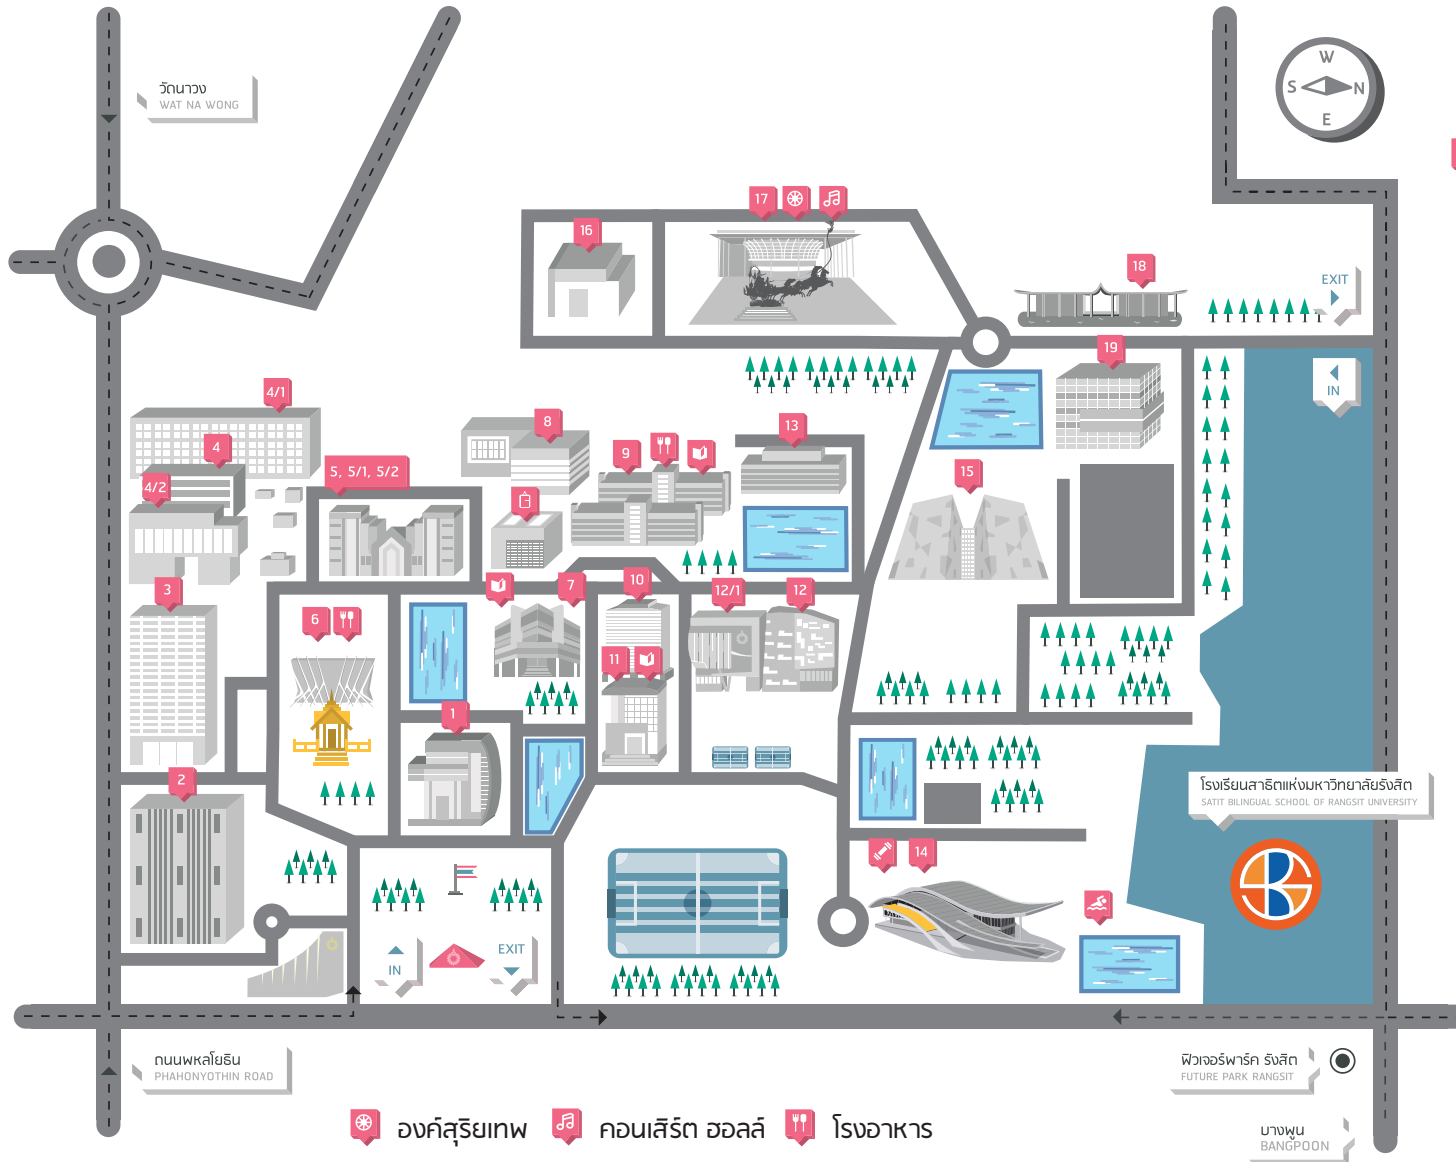 วัดนาวง
WAT NA WONG
W
S
N
E
17
16
18
EXIT
19
IN
4/1
4
4/2
5, 5/1, 5/2
8
9
13
15
3
6
7
10
12/1
12
11
1
2
โรงเรียนสาธิตแห่งมหาวิทยาลัยรังสิต
SATIT BILINGUAL SCHOOL OF RANGSIT UNIVERSITY
14
IN
EXIT
ถนนพหลโยธิน
PHAHONYOTHIN ROAD
ฟิวเจอร์พาร์ค รังสิต
FUTURE PARK RANGSIT
บางพูน
BANGPOON
องค์สุริยเทพ
คอนเสิร์ต ฮอลล์
โรงอาหาร